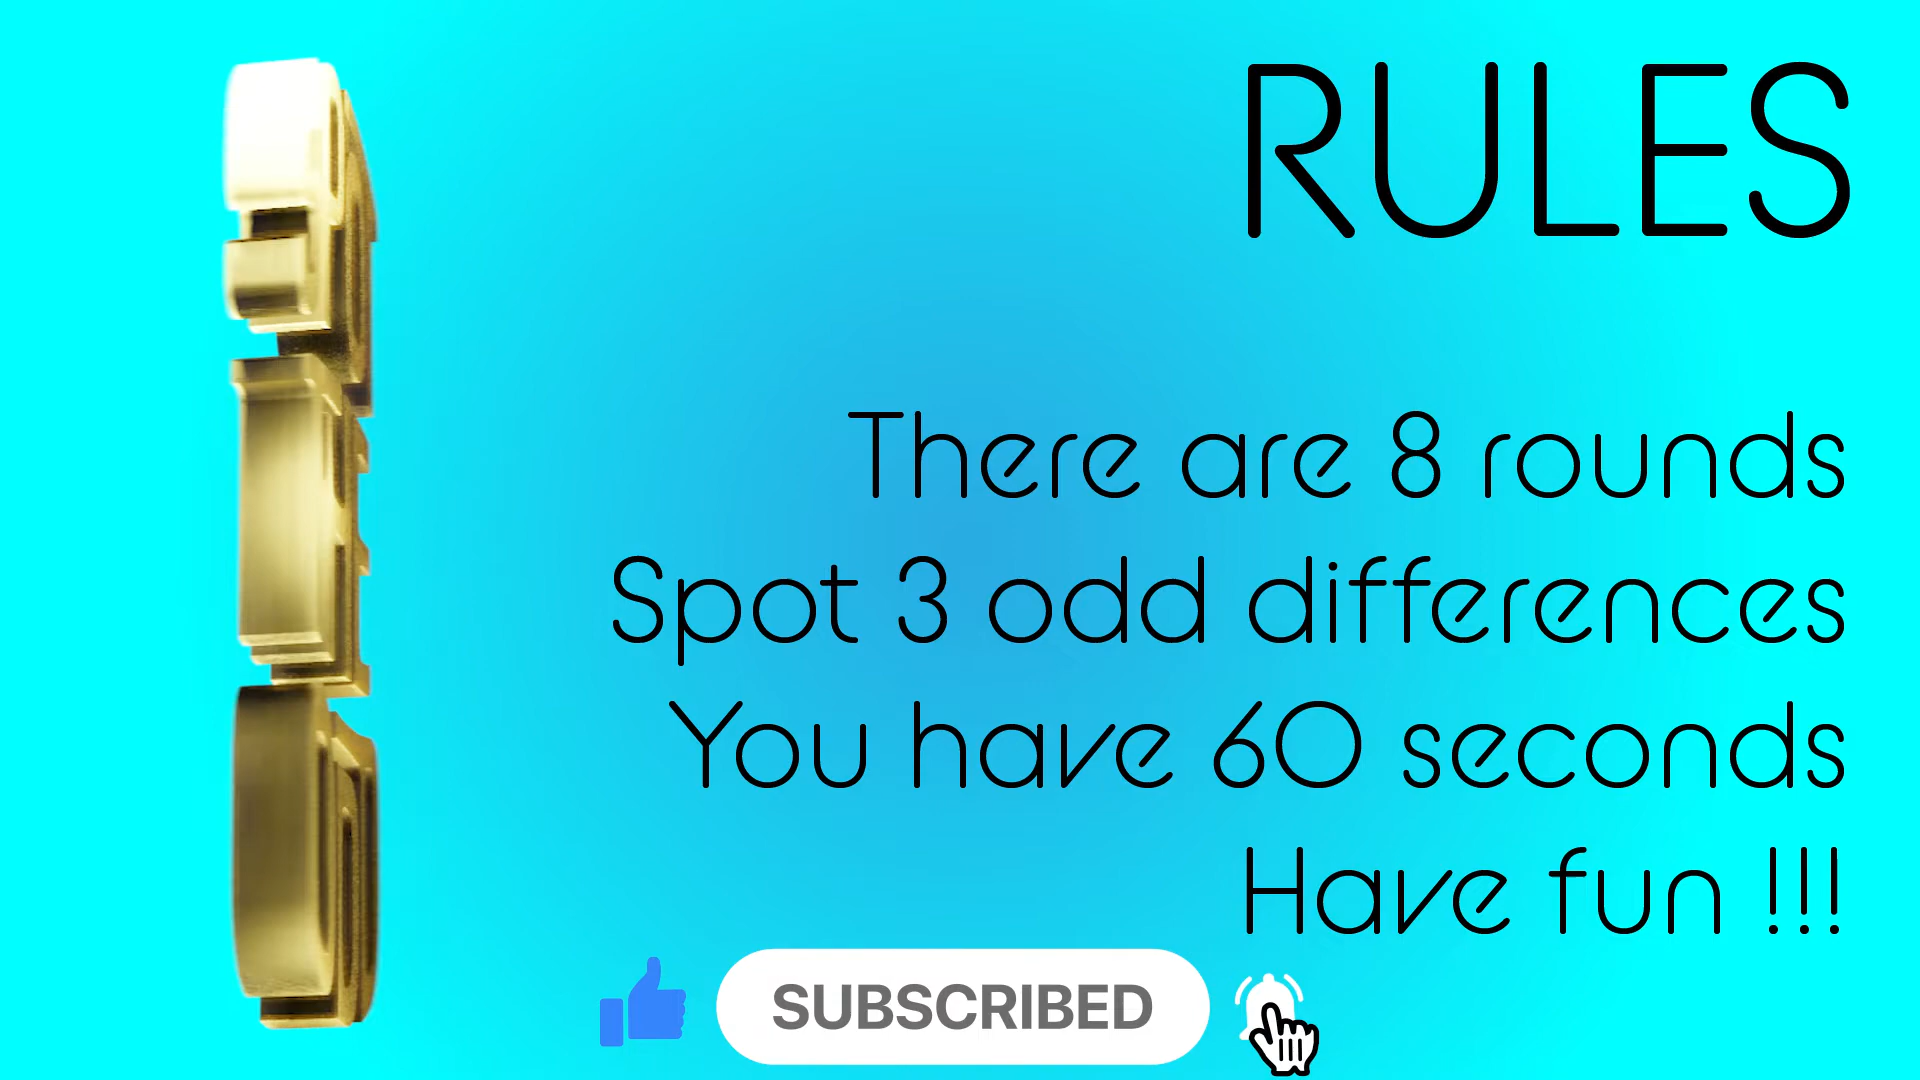 RULES
There are 8 rounds
Spot 3 odd differences
You have 60 seconds
Have fun !!!
SUBSCRIBED